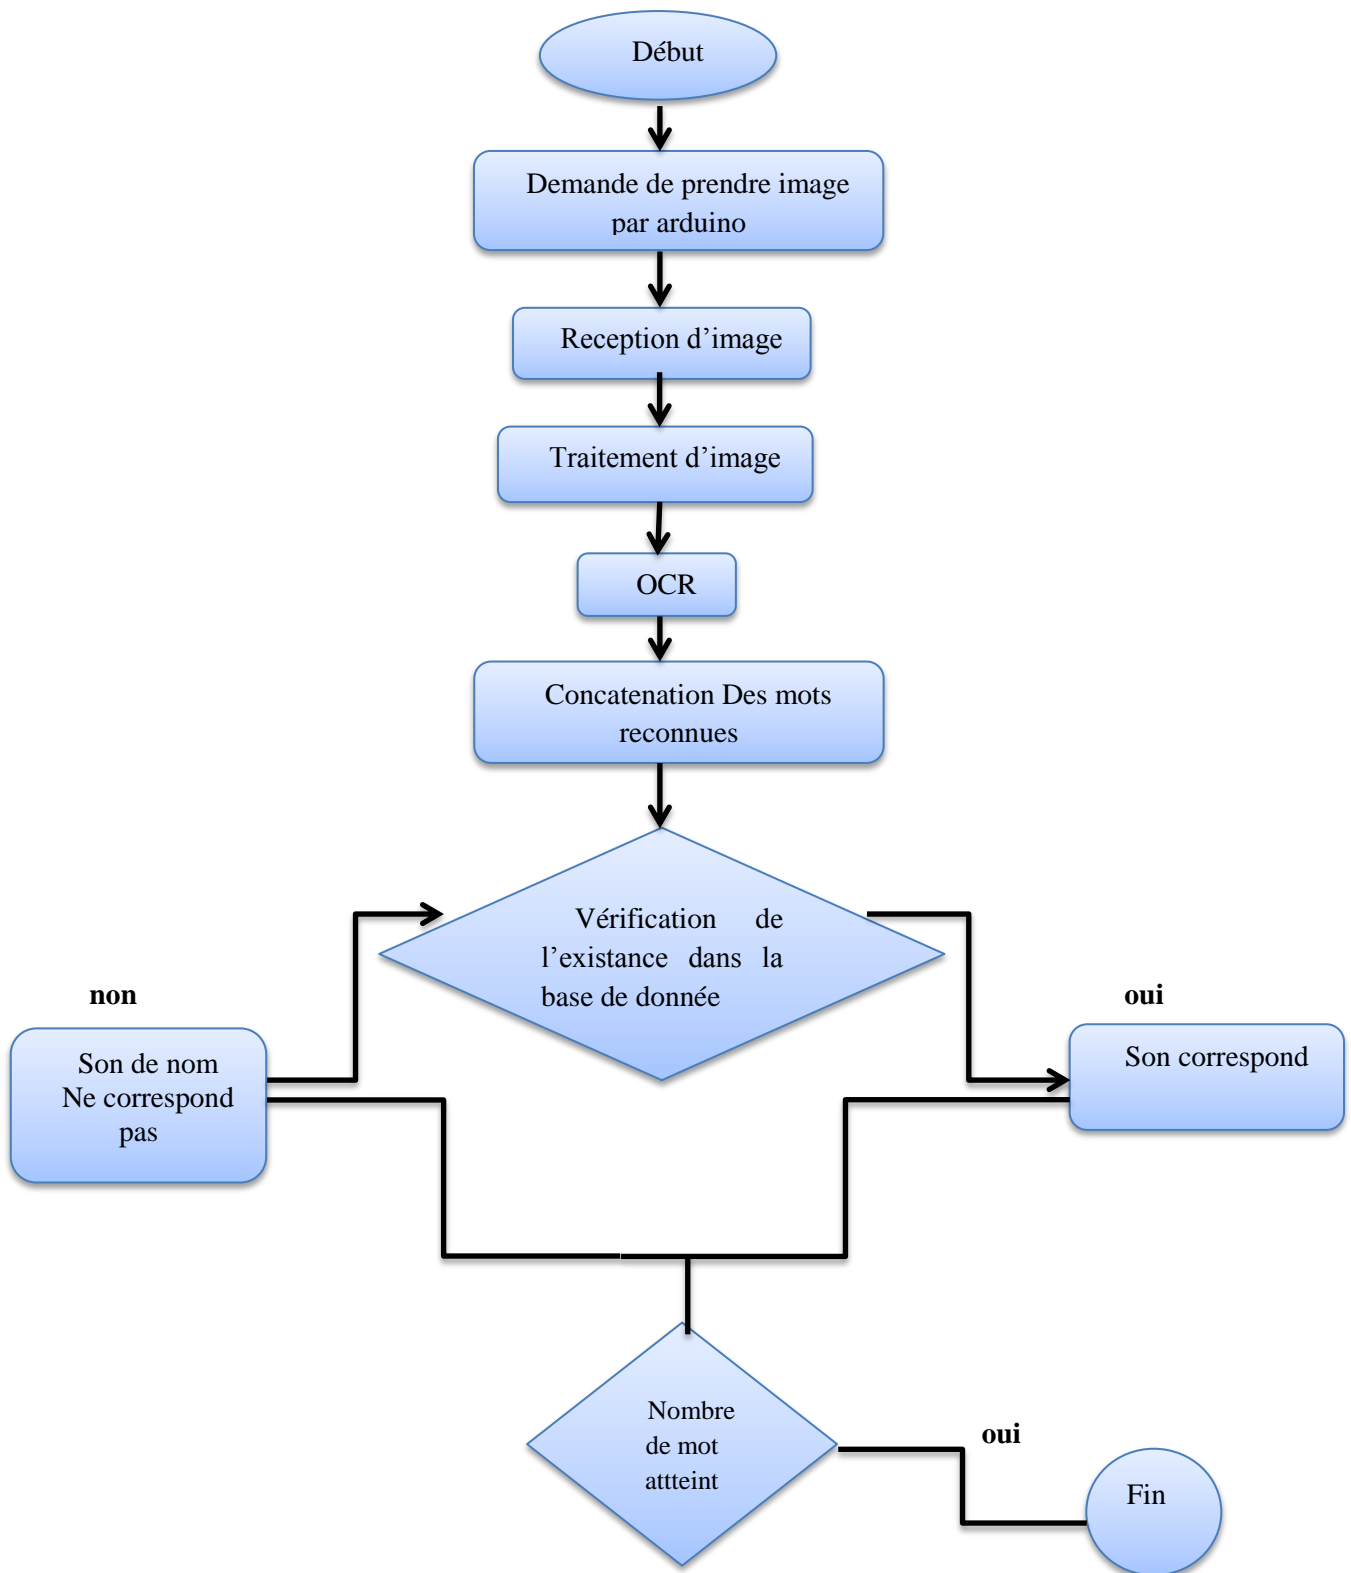 Début
Demande de prendre image
par arduino
Reception d’image
Traitement d’image
OCR
Concatenation Des mots
reconnues
Vérification de
l’existance dans la
base de donnée
non
oui
Son de nom
Ne correspond
pas
Son correspond
Nombre
de mot
attteint
oui
Fin